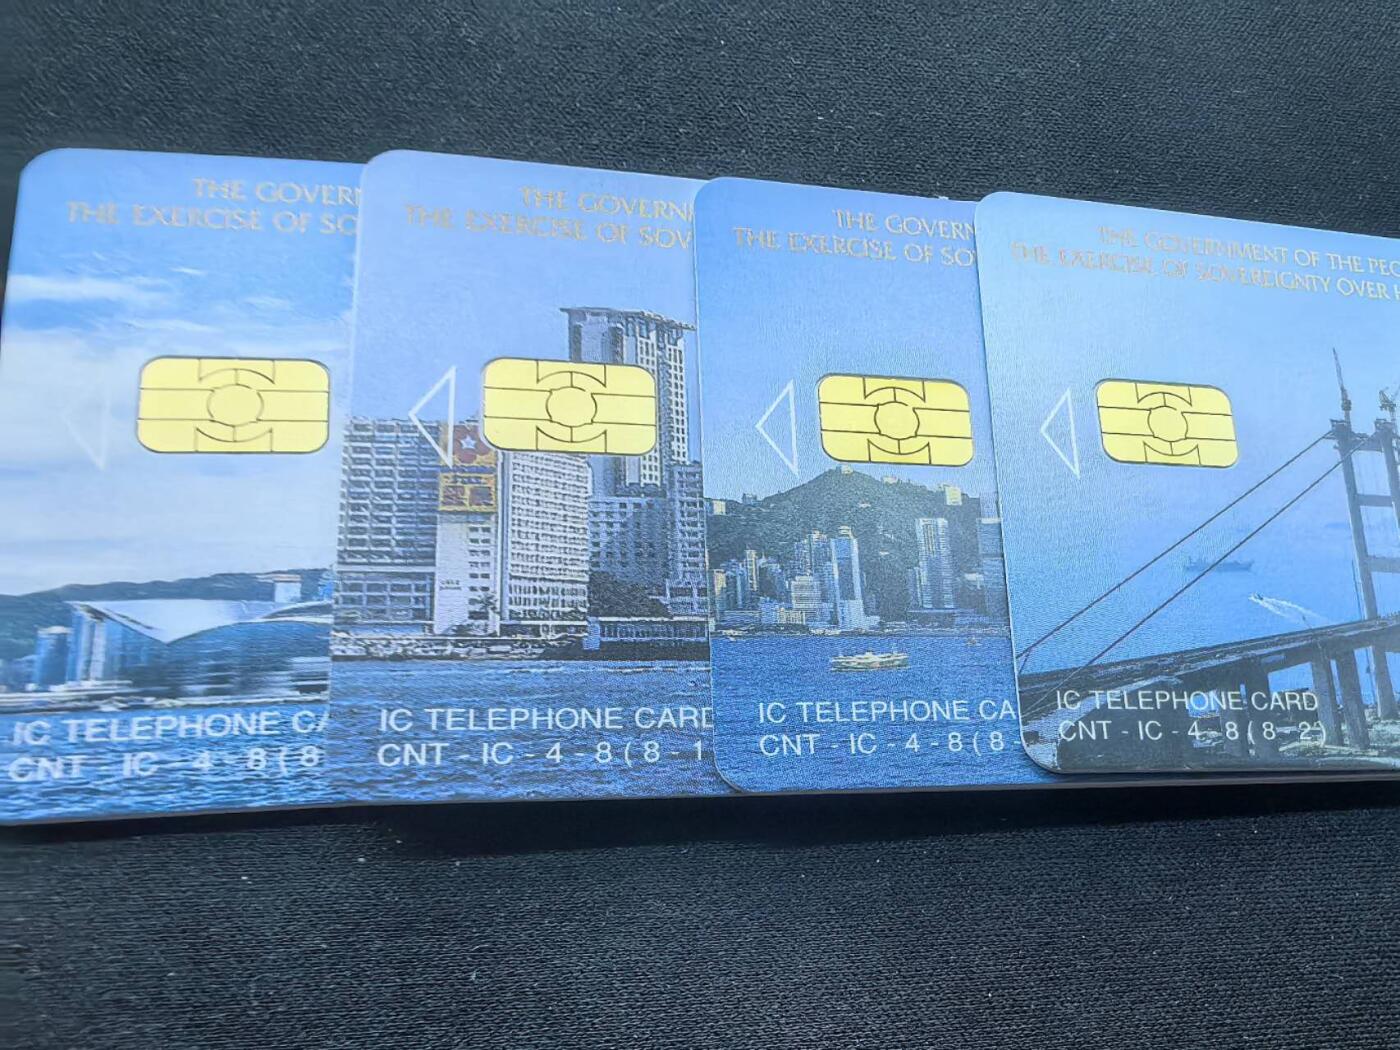 THE GOVERN
THE EXERCISE OF SO
IC TELEPHONE CA
CNT - IC - 4 - 8 ( 8
THE GOVERN
THE EXERCISE OF SOV
IC TELEPHONE CARD
CNT - IC - 4 - 8 ( 8 - 1
THE GOVERN
THE EXERCISE OF SO
IC TELEPHONE CA
CNT - IC - 4 - 8 ( 8 -
THE GOVERNMENT OF THE PEO
THE EXERCISE OF SOVEREIGNTY OVER H
IC TELEPHONE CARD
CNT - IC - 4 - 8 ( 8 - 2 )